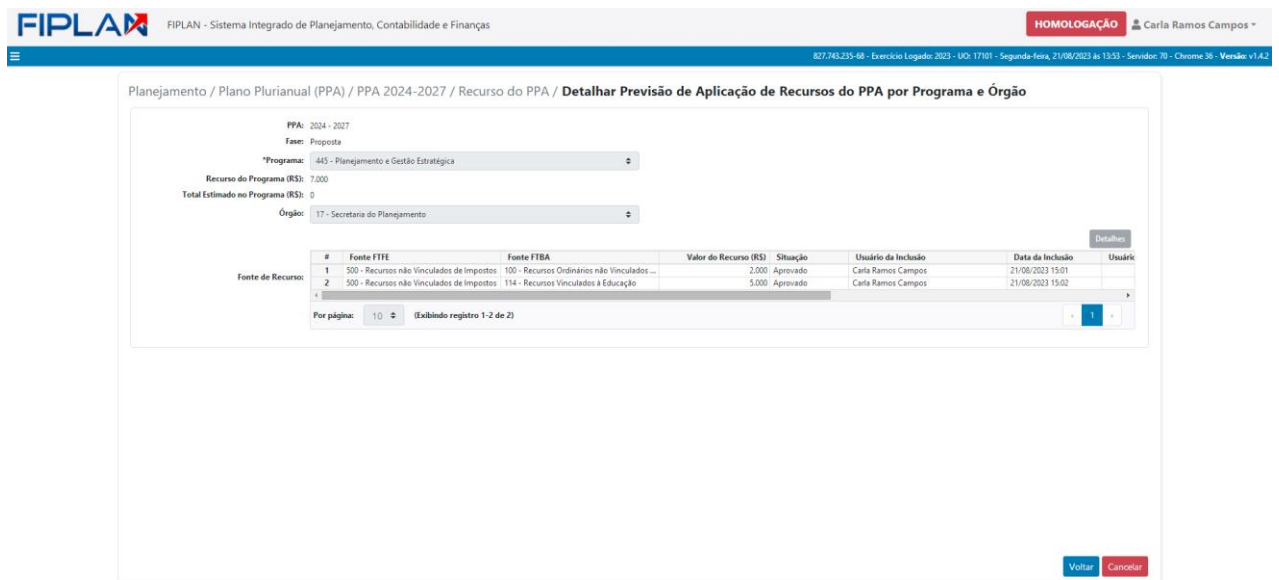 FIPLAN FIPLAN - Sistema Integrado de Planejamento, Contabilidade e Finanças HOMOLOGAÇÃO Carla Ramos Campos
827.743.235-68 - Exercício Logado: 2023 - UO: 17101 - Segunda-feira, 21/08/2023 às 13:53 - Servidor: 70 - Chrome 36 - Versão: v1.4.2
Planejamento / Plano Plurianual (PPA) / PPA 2024-2027 / Recurso do PPA / Detalhar Previsão de Aplicação de Recursos do PPA por Programa e Órgão
PPA: 2024 - 2027
Fase: Proposta
*Programa: 445 - Planejamento e Gestão Estratégica
Recurso do Programa (R$): 7.000
Total Estimado no Programa (R$): 0
Órgão: 17 - Secretaria do Planejamento
Detalhes
Fonte de Recurso:
# Fonte FTFE Fonte FTBA Valor do Recurso (R$) Situação Usuário da Inclusão Data da Inclusão Usuário
1 500 - Recursos não Vinculados de Impostos 100 - Recursos Ordinários não Vinculados ... 2.000 Aprovado Carla Ramos Campos 21/08/2023 15:01
2 500 - Recursos não Vinculados de Impostos 114 - Recursos Vinculados à Educação 5.000 Aprovado Carla Ramos Campos 21/08/2023 15:02
Por página: 10 (Exibindo registro 1-2 de 2) « 1 »
Voltar Cancelar